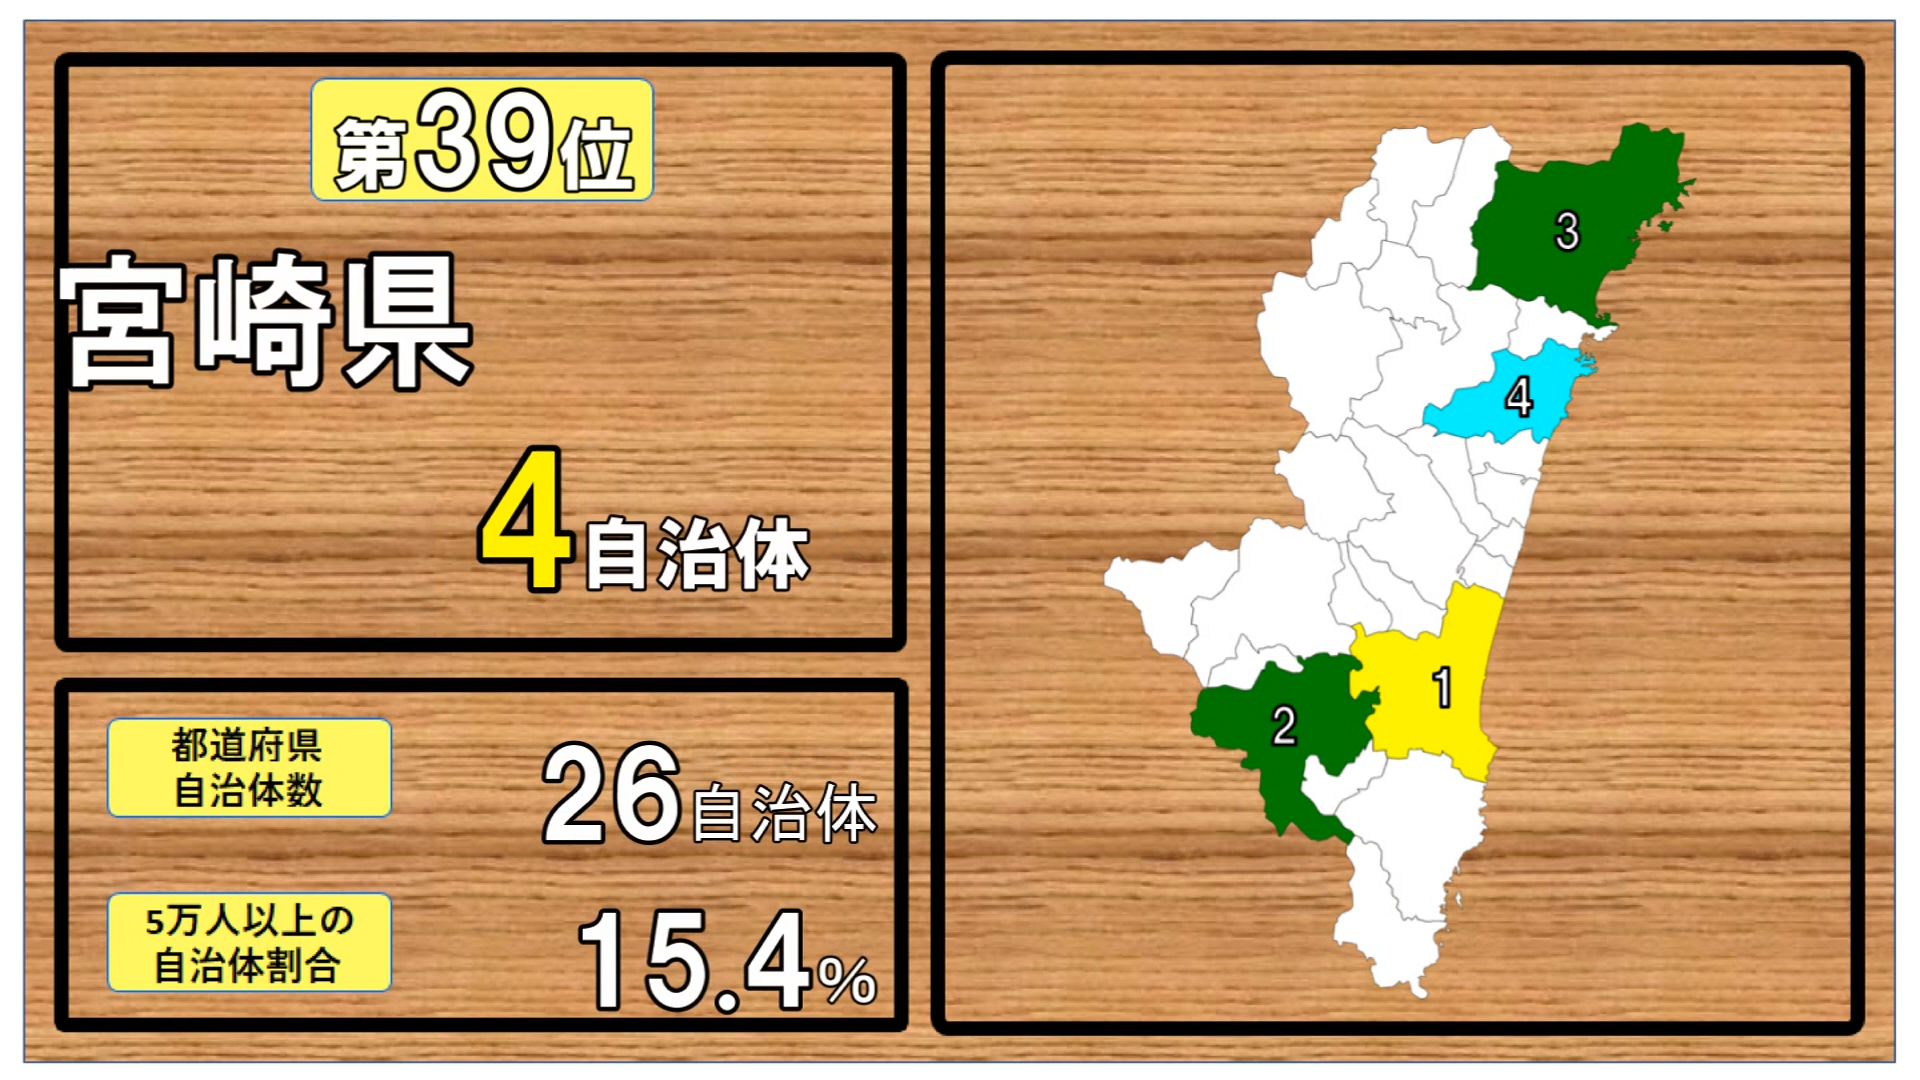 第39位
宮崎県
4自治体
都道府県
自治体数
26自治体
5万人以上の
自治体割合
15.4%
3
4
1
2